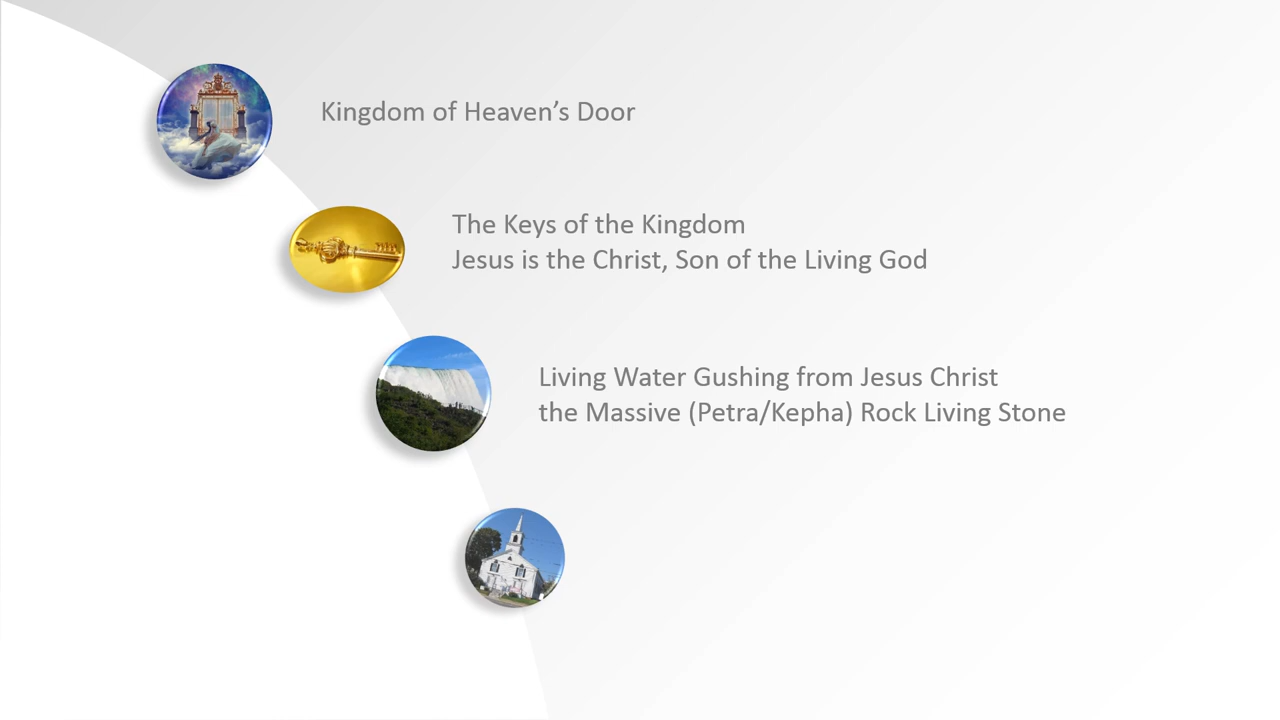 Kingdom of Heaven’s Door
The Keys of the Kingdom
Jesus is the Christ, Son of the Living God
Living Water Gushing from Jesus Christ
the Massive (Petra/Kepha) Rock Living Stone